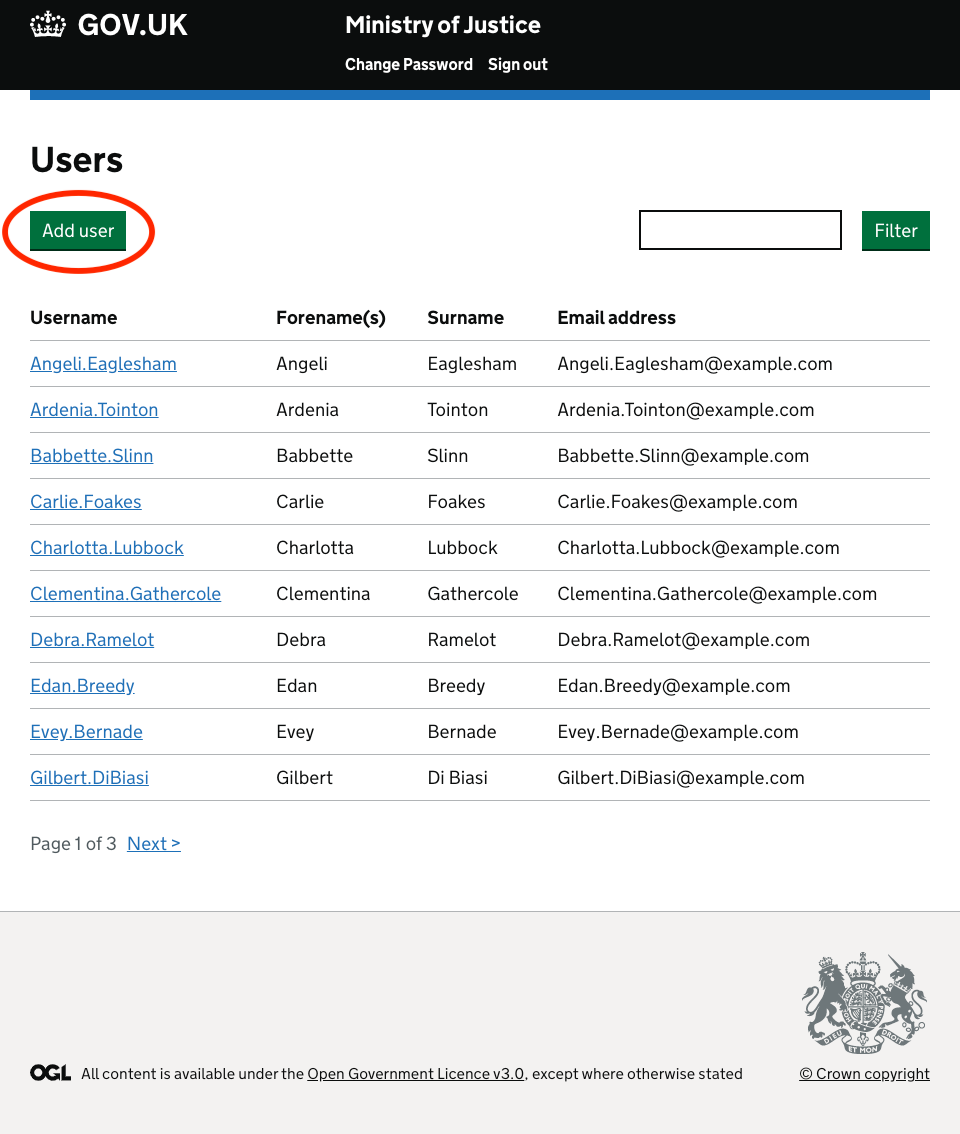 GOV.UK Ministry of Justice
Change Password Sign out
Users
Add user Filter
Username Forename(s) Surname Email address
Angeli.Eaglesham Angeli Eaglesham Angeli.Eaglesham@example.com
Ardenia.Tointon Ardenia Tointon Ardenia.Tointon@example.com
Babbette.Slinn Babbette Slinn Babbette.Slinn@example.com
Carlie.Foakes Carlie Foakes Carlie.Foakes@example.com
Charlotta.Lubbock Charlotta Lubbock Charlotta.Lubbock@example.com
Clementina.Gathercole Clementina Gathercole Clementina.Gathercole@example.com
Debra.Ramelot Debra Ramelot Debra.Ramelot@example.com
Edan.Breedy Edan Breedy Edan.Breedy@example.com
Evey.Bernade Evey Bernade Evey.Bernade@example.com
Gilbert.DiBiasi Gilbert Di Biasi Gilbert.DiBiasi@example.com
Page 1 of 3 Next >
DIEU ET MON DROIT
OGL All content is available under the Open Government Licence v3.0, except where otherwise stated © Crown copyright